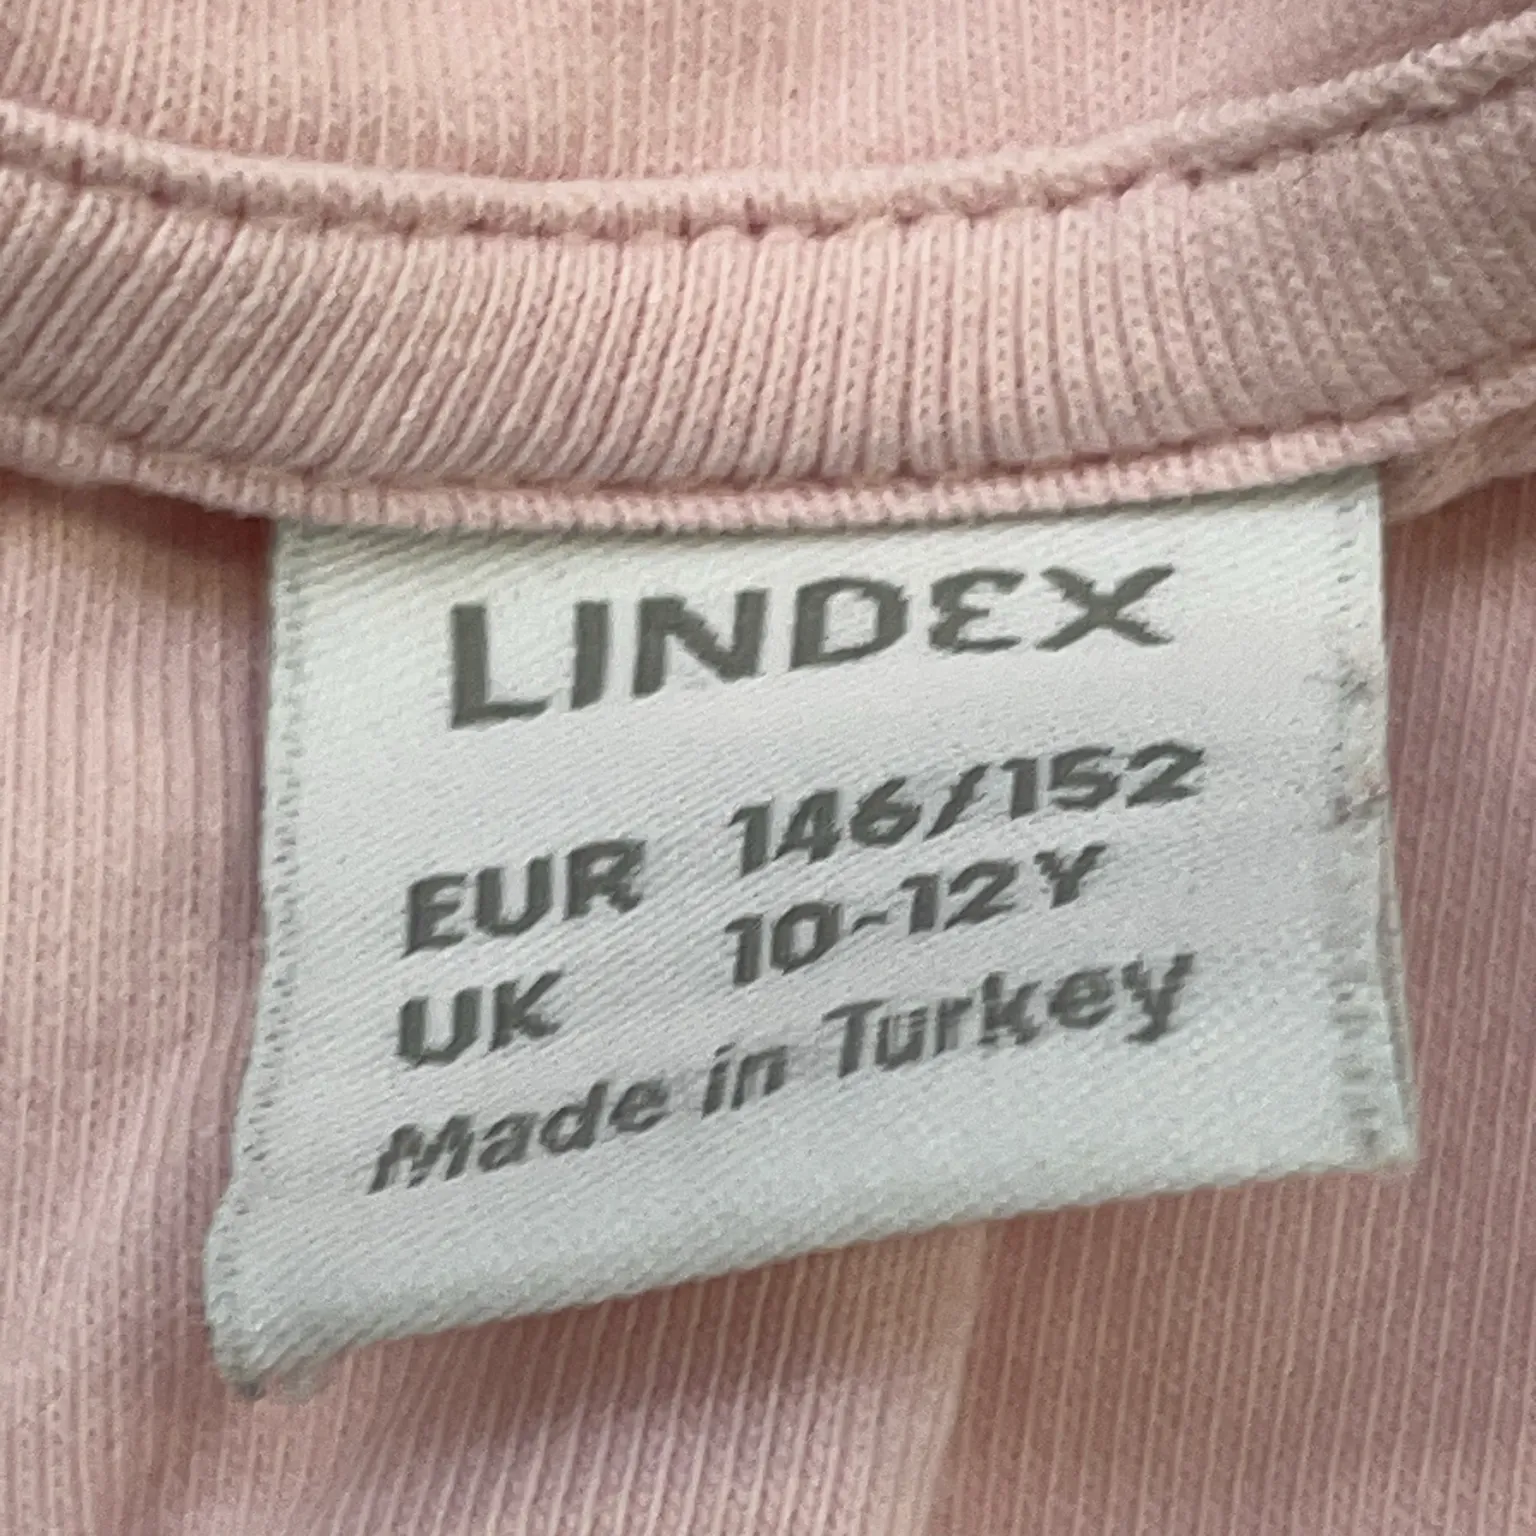 LINDEX
EUR 146/152
UK 10-12Y
Made in Turkey